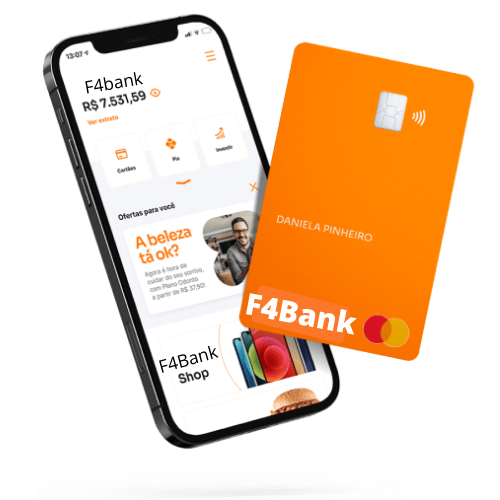 13:07
F4bank
R$ 7.531,59
Ver extrato
Cartões
Pix
Investir
Ofertas para você
A beleza
tá ok?
Agora é hora de
cuidar do seu sorriso,
com Plano Odonto
a partir de R$ 37,90!
F4Bank
Shop
DANIELA PINHEIRO
F4Bank